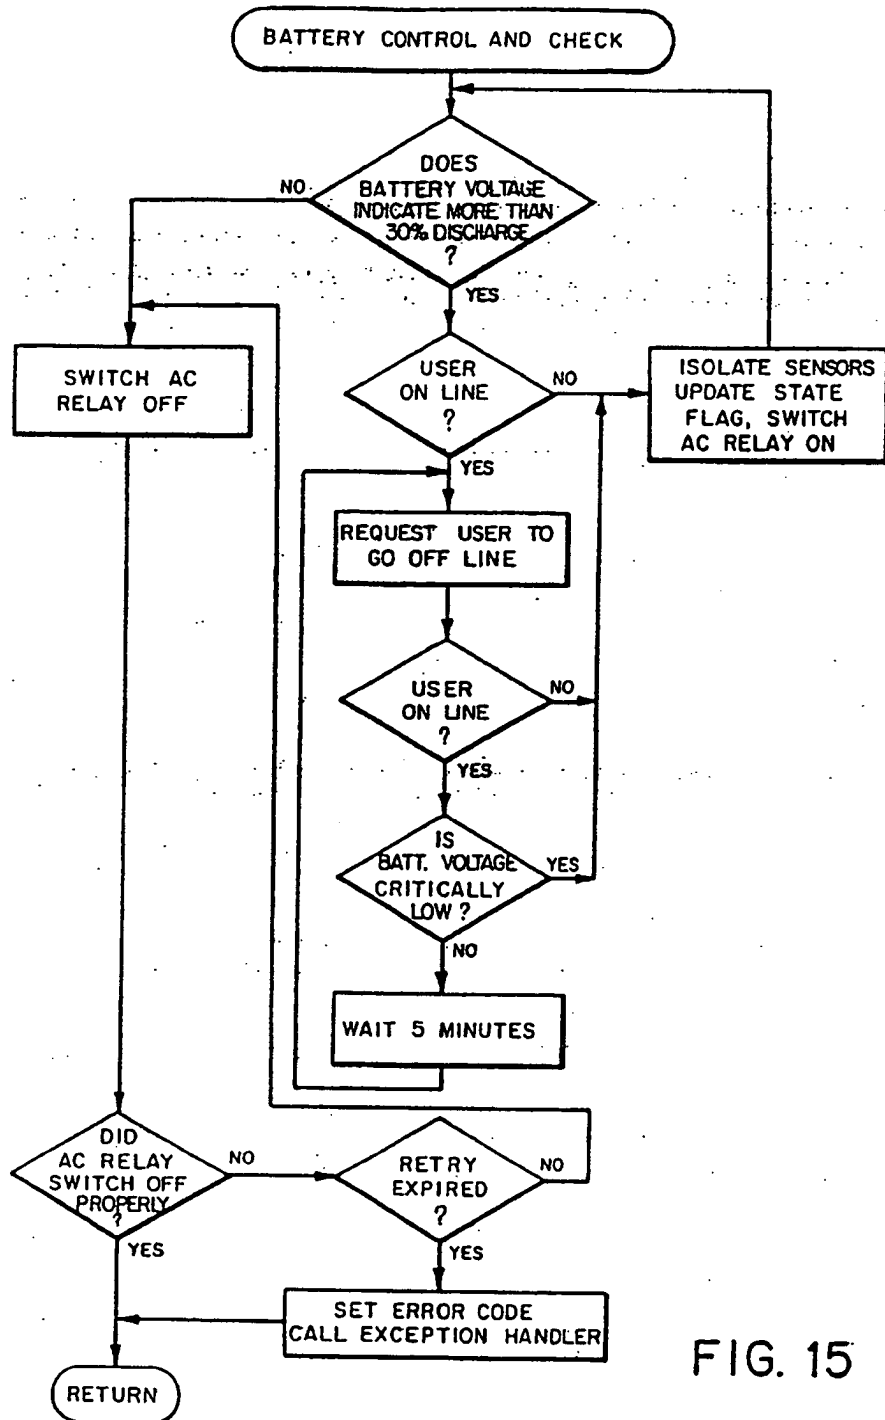 BATTERY CONTROL AND CHECK
DOES
BATTERY VOLTAGE
INDICATE MORE THAN
30% DISCHARGE
?
NO
YES
SWITCH AC
RELAY OFF
USER
ON LINE
?
NO
YES
ISOLATE SENSORS
UPDATE STATE
FLAG, SWITCH
AC RELAY ON
REQUEST USER TO
GO OFF LINE
USER
ON LINE
?
NO
YES
IS
BATT. VOLTAGE
CRITICALLY
LOW ?
YES
NO
WAIT 5 MINUTES
DID
AC RELAY
SWITCH OFF
PROPERLY
?
NO
YES
RETRY
EXPIRED
?
NO
YES
SET ERROR CODE
CALL EXCEPTION HANDLER
RETURN
FIG. 15